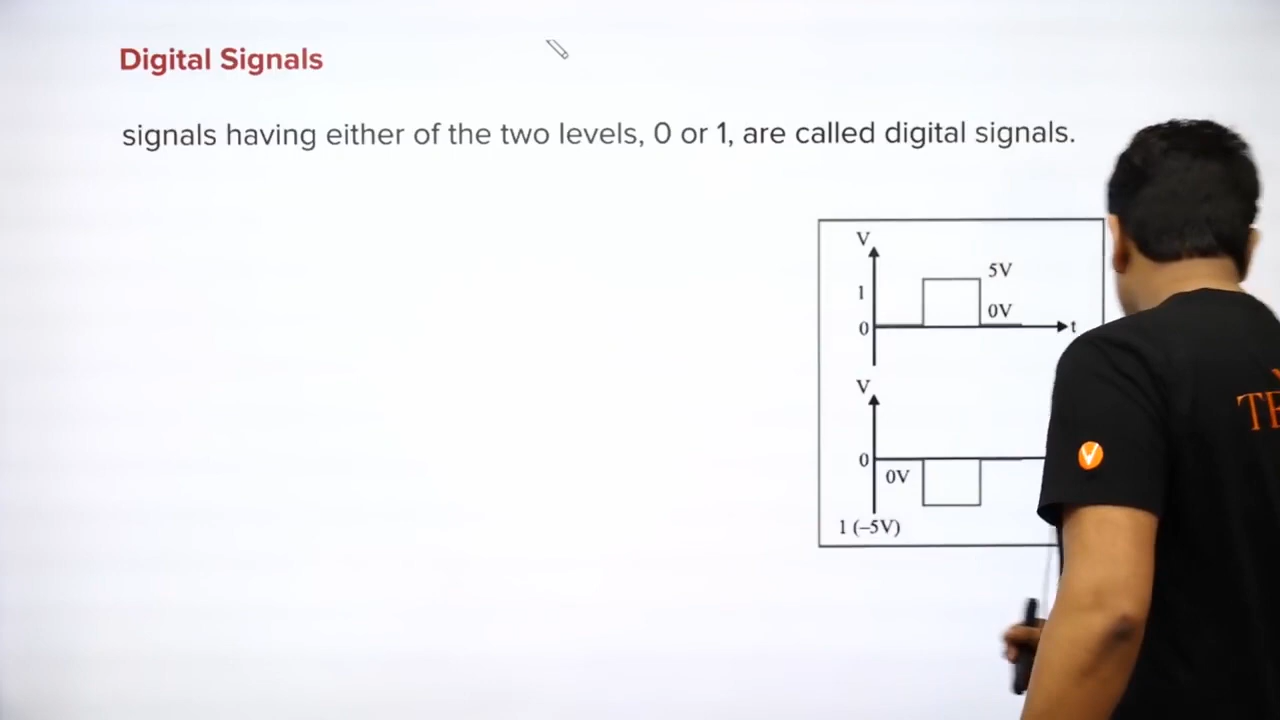 Digital Signals
signals having either of the two levels, 0 or 1, are called digital signals.
V
5V
1
0V
0
t
V
0
0V
1 (–5V)
V